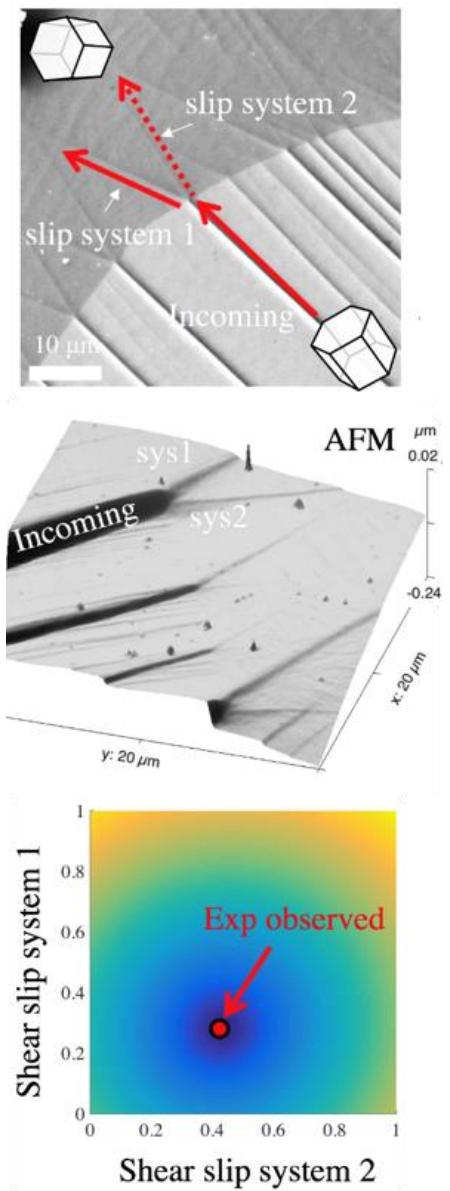 slip system 2
slip system 1
Incoming
10 μm
AFM
μm
0.02
-0.24
sys1
Incoming
sys2
x: 20 μm
y: 20 μm
1
0.8
0.6
0.4
0.2
0
Shear slip system 1
Exp observed
0 0.2 0.4 0.6 0.8 1
Shear slip system 2